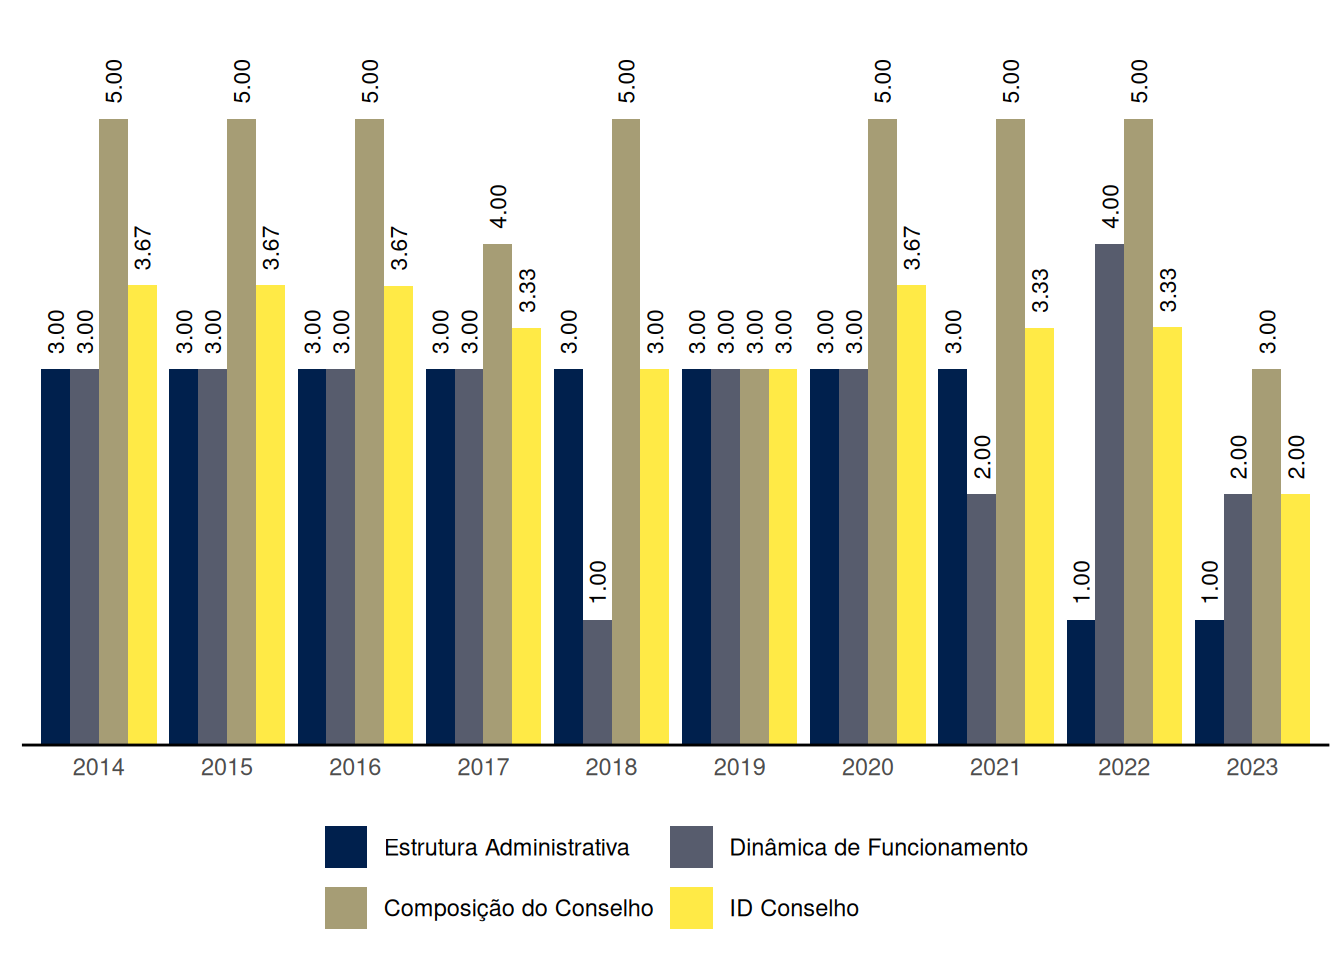 3.00 3.00 5.00 3.67
3.00 3.00 5.00 3.67
3.00 3.00 5.00 3.67
3.00 3.00 4.00 3.33
3.00 1.00 5.00 3.00
3.00 3.00 3.00 3.00
3.00 3.00 5.00 3.67
3.00 2.00 5.00 3.33
1.00 4.00 5.00 3.33
1.00 2.00 3.00 2.00
2014 2015 2016 2017 2018 2019 2020 2021 2022 2023
Estrutura Administrativa Dinâmica de Funcionamento
Composição do Conselho ID Conselho